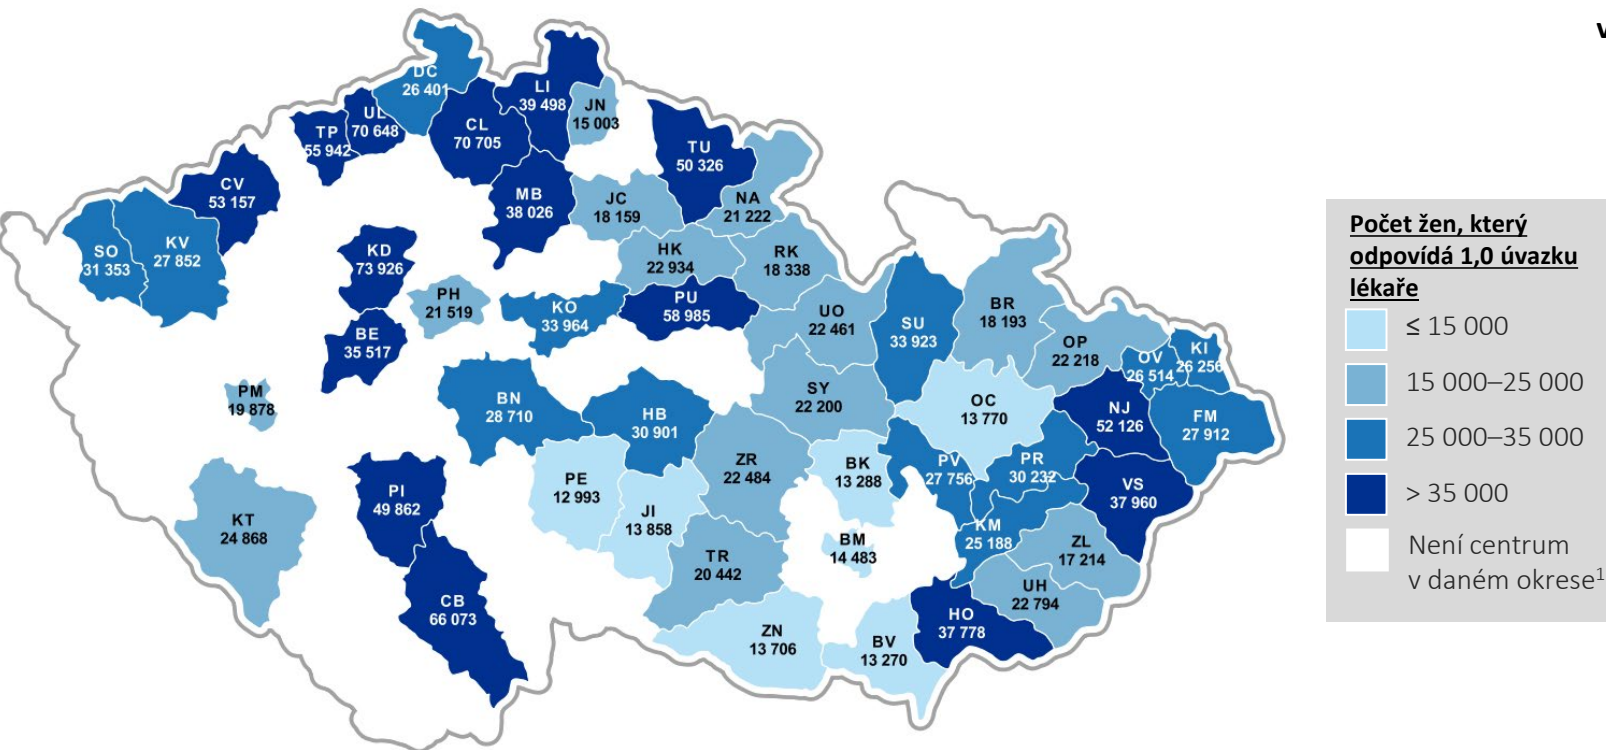 v
DC
26 401
LI
39 498
JN
15 003
UL
70 648
CL
70 705
TP
55 942
TU
50 326
CV
53 157
MB
38 026
JC
18 159
NA
21 222
SO
31 353
KV
27 852
KD
73 926
HK
22 934
RK
18 338
PH
21 519
KO
33 964
PU
58 985
UO
22 461
SU
33 923
BR
18 193
BE
35 517
OP
22 218
OV
26 514
KI
26 256
PM
19 878
BN
28 710
HB
30 901
SY
22 200
OC
13 770
NJ
52 126
FM
27 912
PE
12 993
ZR
22 484
BK
13 288
PV
27 756
PR
30 232
VS
37 960
PI
49 862
JI
13 858
KT
24 868
TR
20 442
BM
14 483
KM
25 188
ZL
17 214
UH
22 794
CB
66 073
ZN
13 706
BV
13 270
HO
37 778
Počet žen, který
odpovídá 1,0 úvazku
lékaře
≤ 15 000
15 000–25 000
25 000–35 000
> 35 000
Není centrum
v daném okrese1